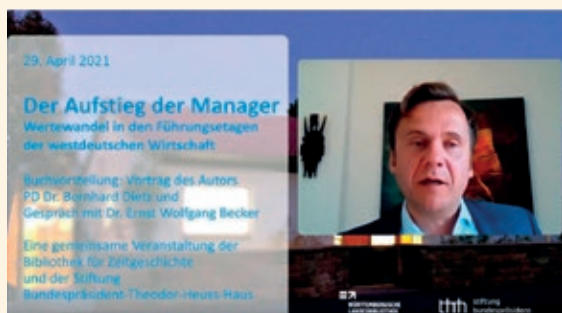 29. April 2021
Der Aufstieg der Manager
Wertewandel in den Führungsetagen
der westdeutschen Wirtschaft
Buchvorstellung: Vortrag des Autors
PD Dr. Bernhard Dietz und
Gespräch mit Dr. Ernst Wolfgang Becker
Eine gemeinsame Veranstaltung der
Bibliothek für Zeitgeschichte
und der Stiftung
Bundespräsident-Theodor-Heuss-Haus
WÜRTTEMBERGISCHE
LANDESBIBLIOTHEK
thh stiftung
bundespräsident